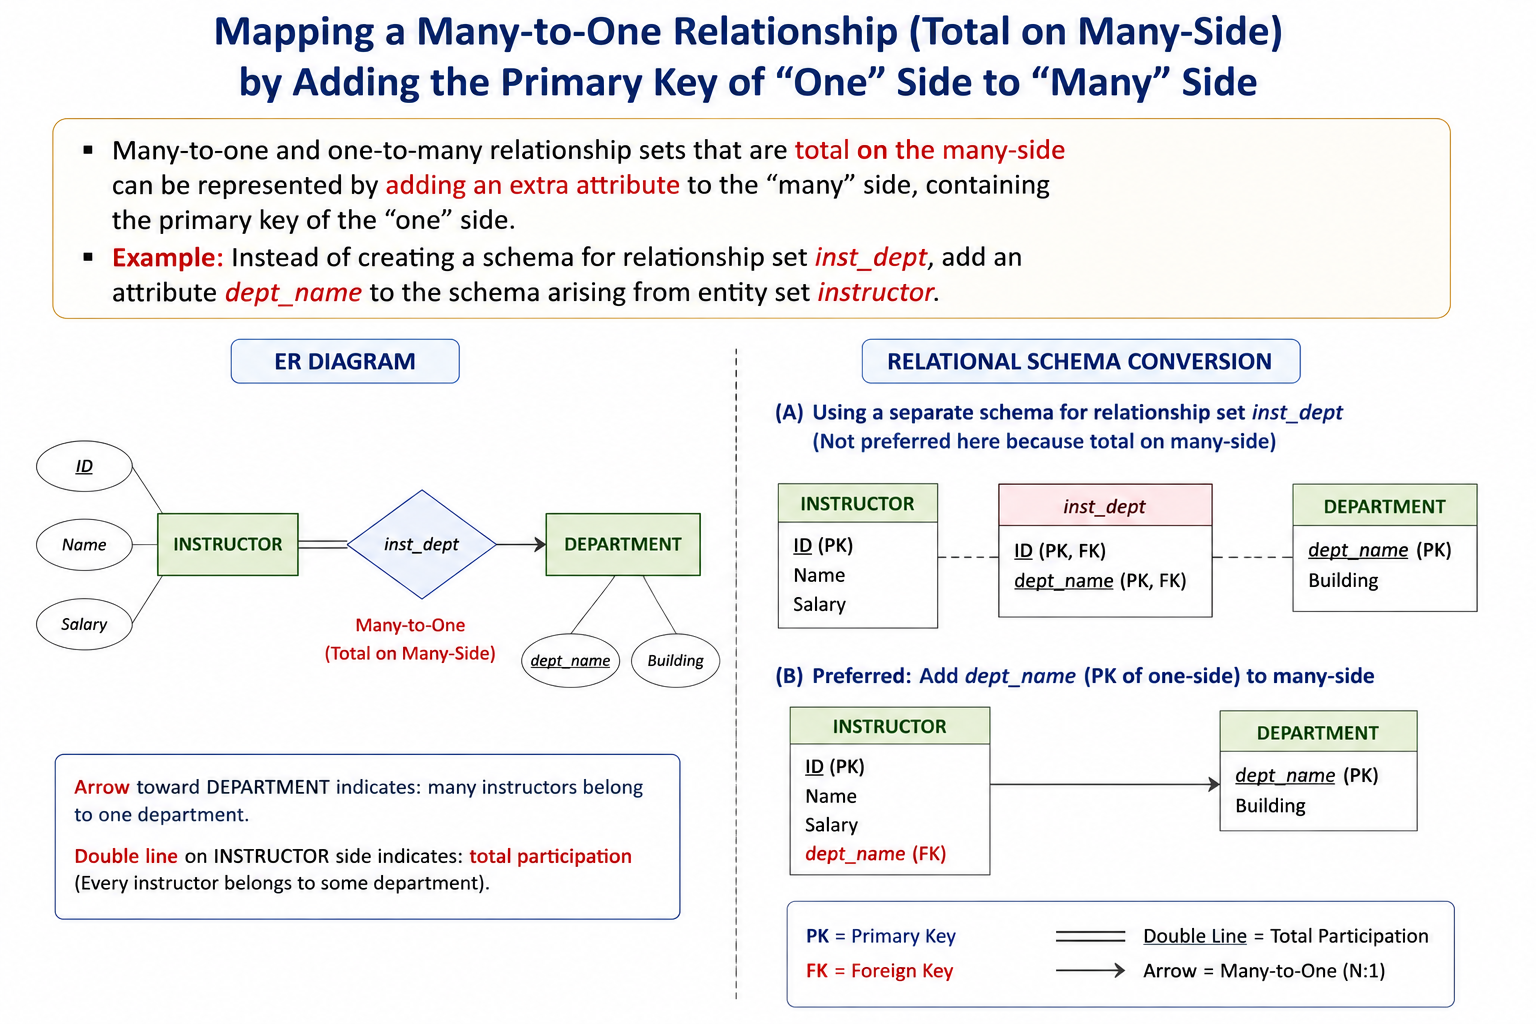 Mapping a Many-to-One Relationship (Total on Many-Side)
by Adding the Primary Key of “One” Side to “Many” Side
▪ Many-to-one and one-to-many relationship sets that are total on the many-side
can be represented by adding an extra attribute to the “many” side, containing
the primary key of the “one” side.
▪ Example: Instead of creating a schema for relationship set inst_dept, add an
attribute dept_name to the schema arising from entity set instructor.
ER DIAGRAM
ID
Name
Salary
INSTRUCTOR
inst_dept
DEPARTMENT
Many-to-One
(Total on Many-Side)
dept_name
Building
Arrow toward DEPARTMENT indicates: many instructors belong
to one department.
Double line on INSTRUCTOR side indicates: total participation
(Every instructor belongs to some department).
RELATIONAL SCHEMA CONVERSION
(A) Using a separate schema for relationship set inst_dept
(Not preferred here because total on many-side)
INSTRUCTOR
ID (PK)
Name
Salary
inst_dept
ID (PK, FK)
dept_name (PK, FK)
DEPARTMENT
dept_name (PK)
Building
(B) Preferred: Add dept_name (PK of one-side) to many-side
INSTRUCTOR
ID (PK)
Name
Salary
dept_name (FK)
DEPARTMENT
dept_name (PK)
Building
PK = Primary Key
FK = Foreign Key
Double Line = Total Participation
Arrow = Many-to-One (N:1)